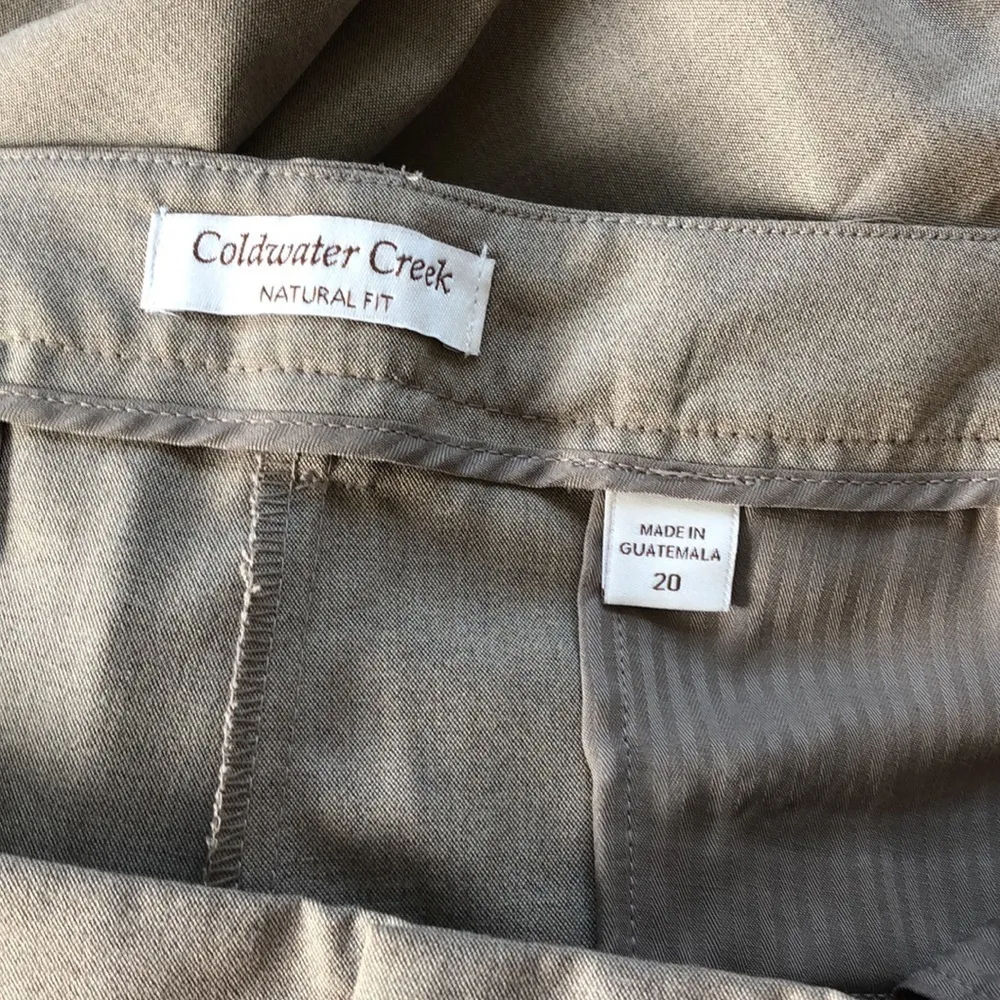 Coldwater Creek
NATURAL FIT
MADE IN
GUATEMALA
20